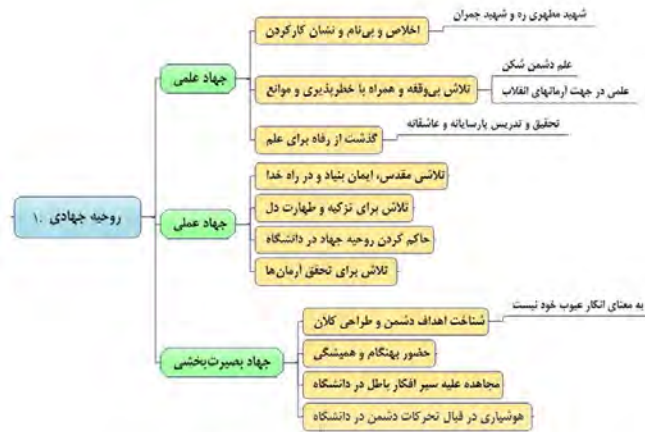 ۱. روحیه جهادی
جهاد علمی
اخلاص و بی‌نام و نشان کارکردن
شهید مطهری ره و شهید چمران
تلاش بی‌وقفه و همراه با خطرپذیری و موانع
علم دشمن شکن
علمی در جهت آرمانهای انقلاب
گذشت از رفاه برای علم
تحقیق و تدریس پارسایانه و عاشقانه
جهاد عملی
تلاشی مقدس، ایمان بنیاد و در راه خدا
تلاش برای تزکیه و طهارت دل
حاکم کردن روحیه جهاد در دانشگاه
تلاش برای تحقق آرمان‌ها
جهاد بصیرت‌بخشی
شناخت اهداف دشمن و طراحی کلان
به معنای انکار عیوب خود نیست
حضور بهنگام و همیشگی
مجاهده علیه سیر افکار باطل در دانشگاه
هوشیاری در قبال تحرکات دشمن در دانشگاه